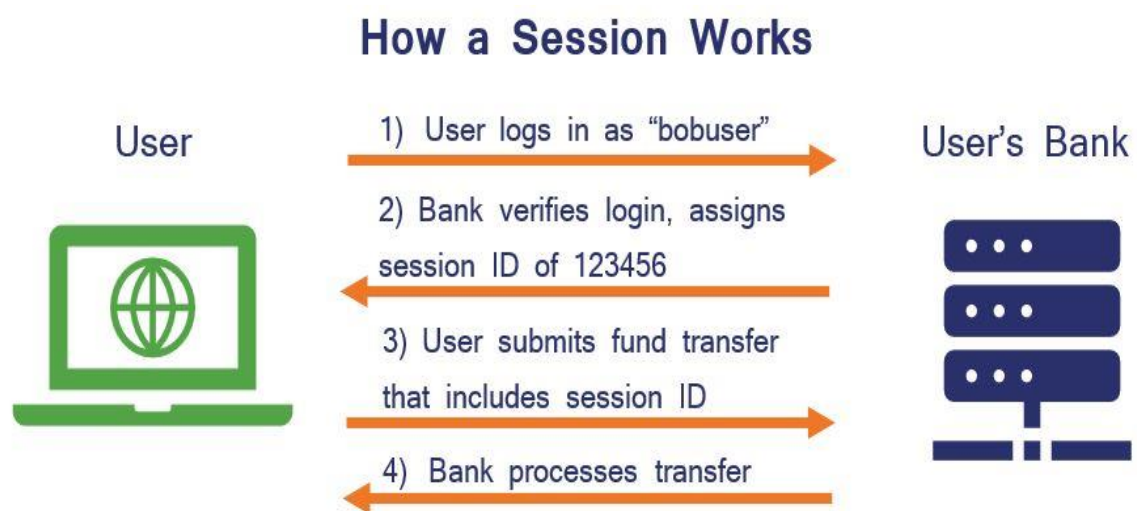 How a Session Works
User
1) User logs in as “bobuser”
User's Bank
2) Bank verifies login, assigns
session ID of 123456
3) User submits fund transfer
that includes session ID
4) Bank processes transfer